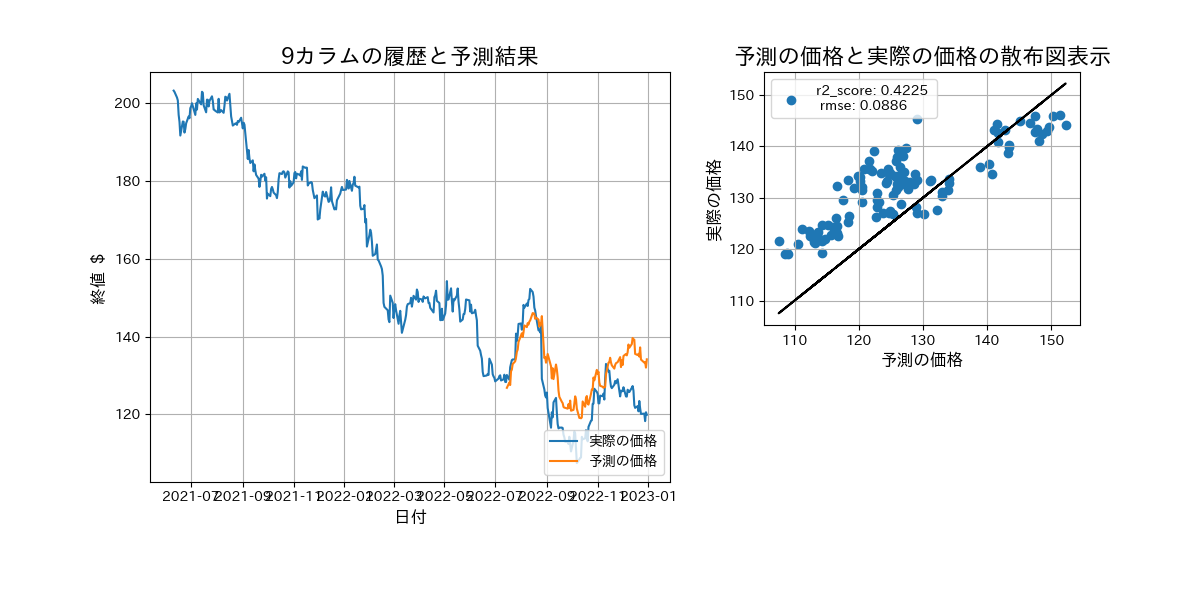 9カラムの履歴と予測結果
200
180
160
140
120
終値 $
2021-07
2021-09
2021-11
2022-01
2022-03
2022-05
2022-07
2022-09
2022-11
2023-01
日付
実際の価格
予測の価格
予測の価格と実際の価格の散布図表示
r2_score: 0.4225
rmse: 0.0886
150
140
130
120
110
実際の価格
110 120 130 140 150
予測の価格